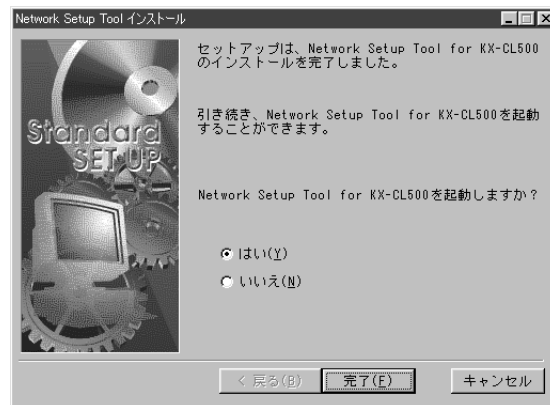 Network Setup Tool インストール
セットアップは、Network Setup Tool for KX-CL500
のインストールを完了しました。
引き続き、Network Setup Tool for KX-CL500を起動
することができます。
Standard
SET UP
Network Setup Tool for KX-CL500を起動しますか？
はい(Y)
いいえ(N)
< 戻る(B)
完了(F)
キャンセル